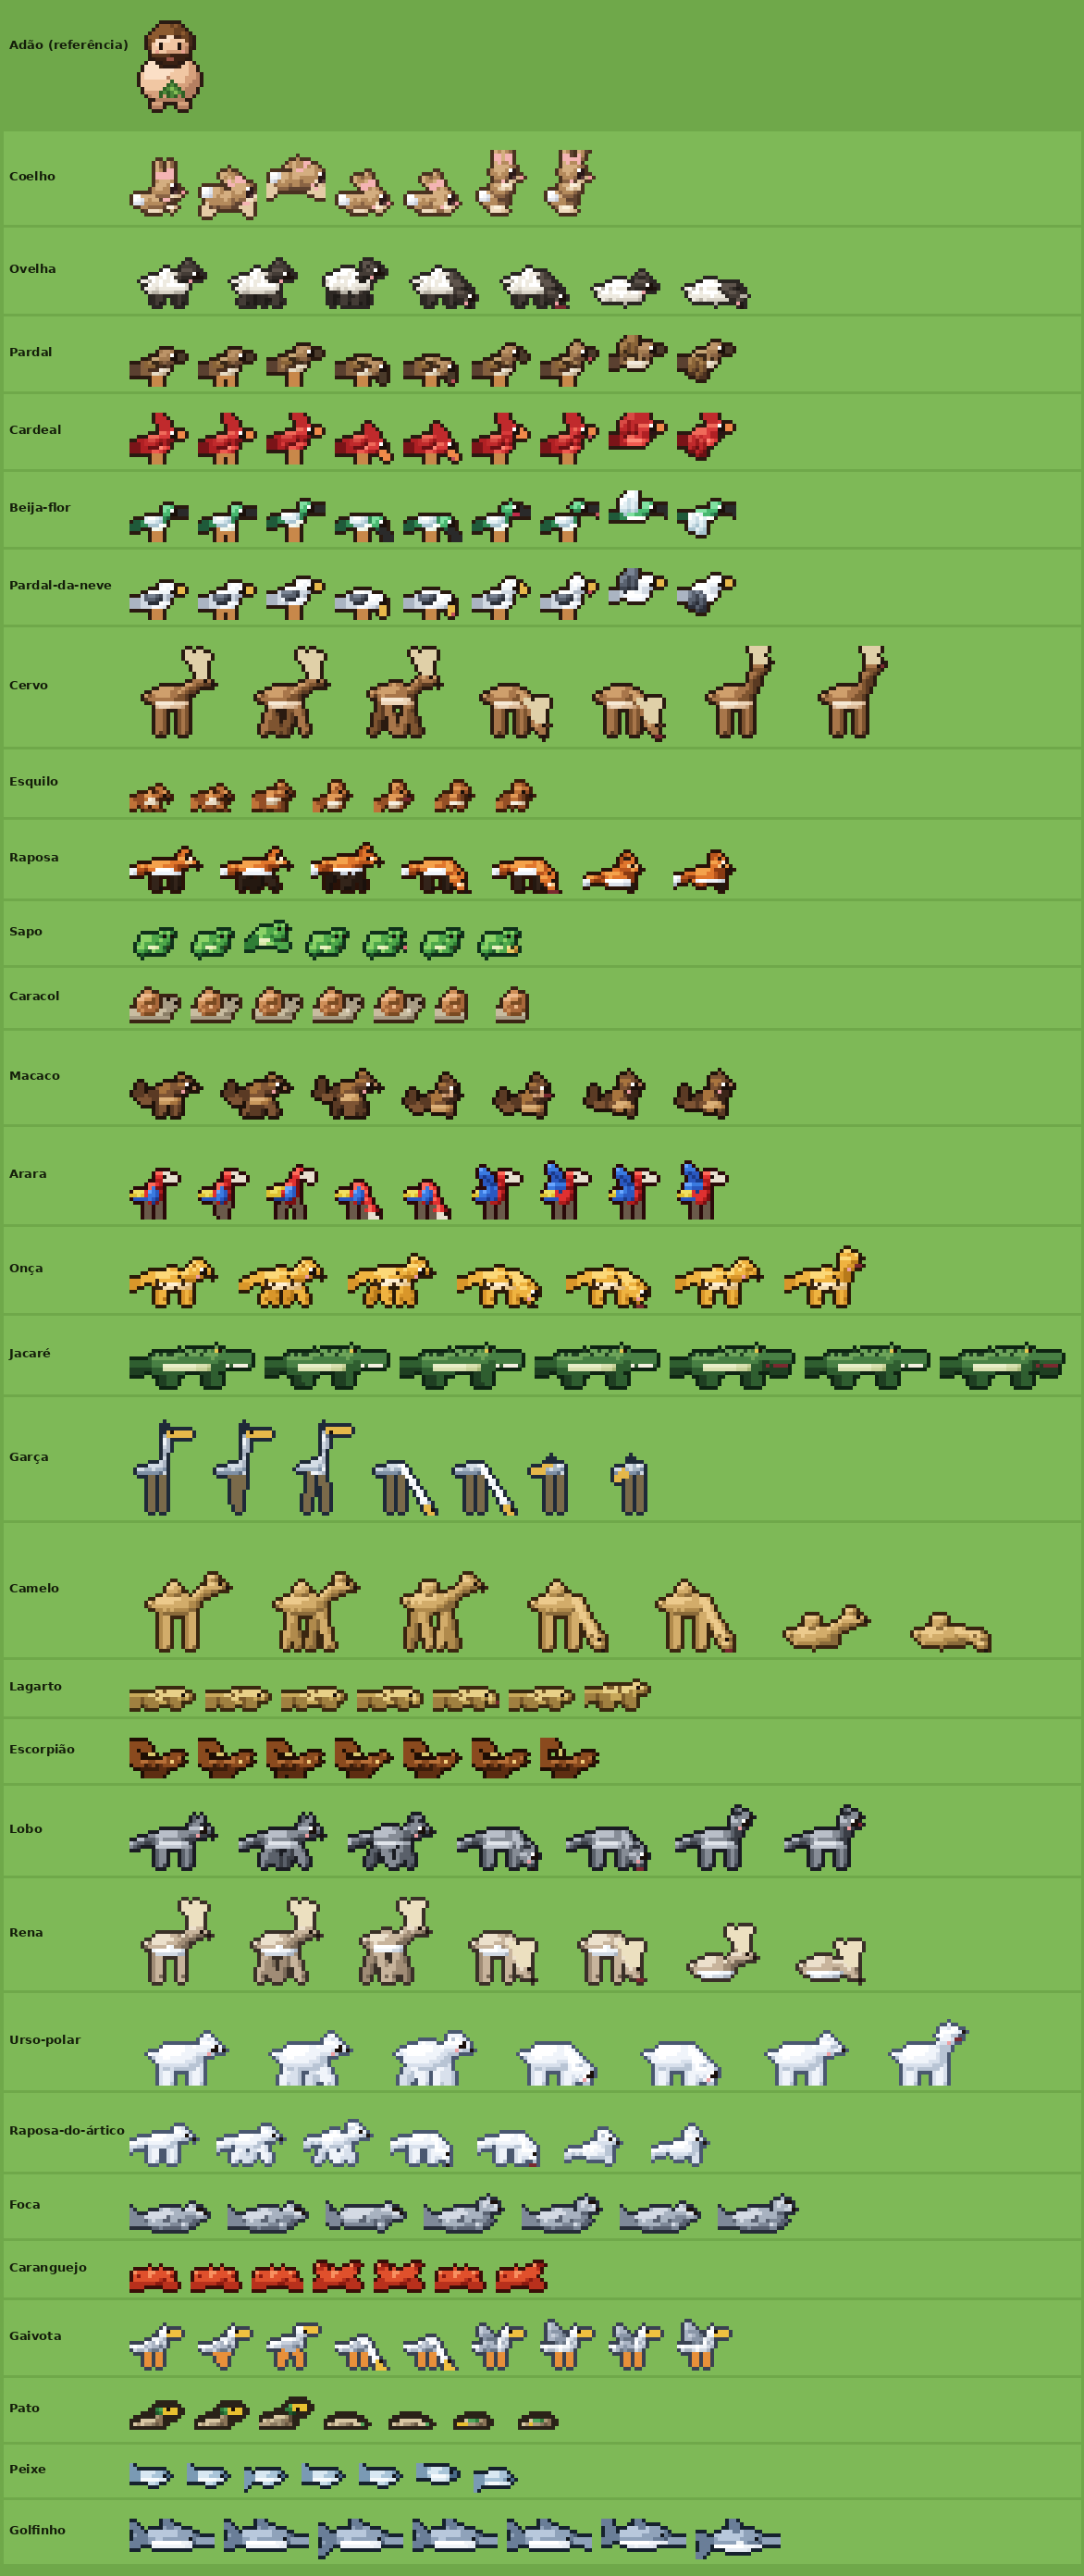 Adão (referência)
Coelho
Ovelha
Pardal
Cardeal
Beija-flor
Pardal-da-neve
Cervo
Esquilo
Raposa
Sapo
Caracol
Macaco
Arara
Onça
Jacaré
Garça
Camelo
Lagarto
Escorpião
Lobo
Rena
Urso-polar
Raposa-do-ártico
Foca
Caranguejo
Gaivota
Pato
Peixe
Golfinho